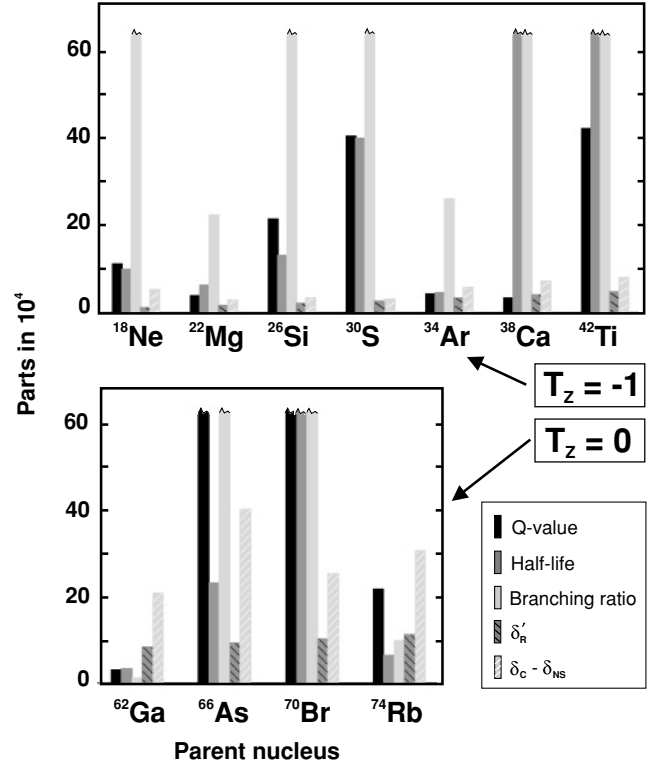 60
40
20
0
¹⁸Ne ²²Mg ²⁶Si ³⁰S ³⁴Ar ³⁸Ca ⁴²Ti
Parts in 10⁴
T_Z = -1
T_Z = 0
60
40
20
0
⁶²Ga ⁶⁶As ⁷⁰Br ⁷⁴Rb
Parent nucleus
Q-value
Half-life
Branching ratio
δ_R′
δ_C - δ_NS